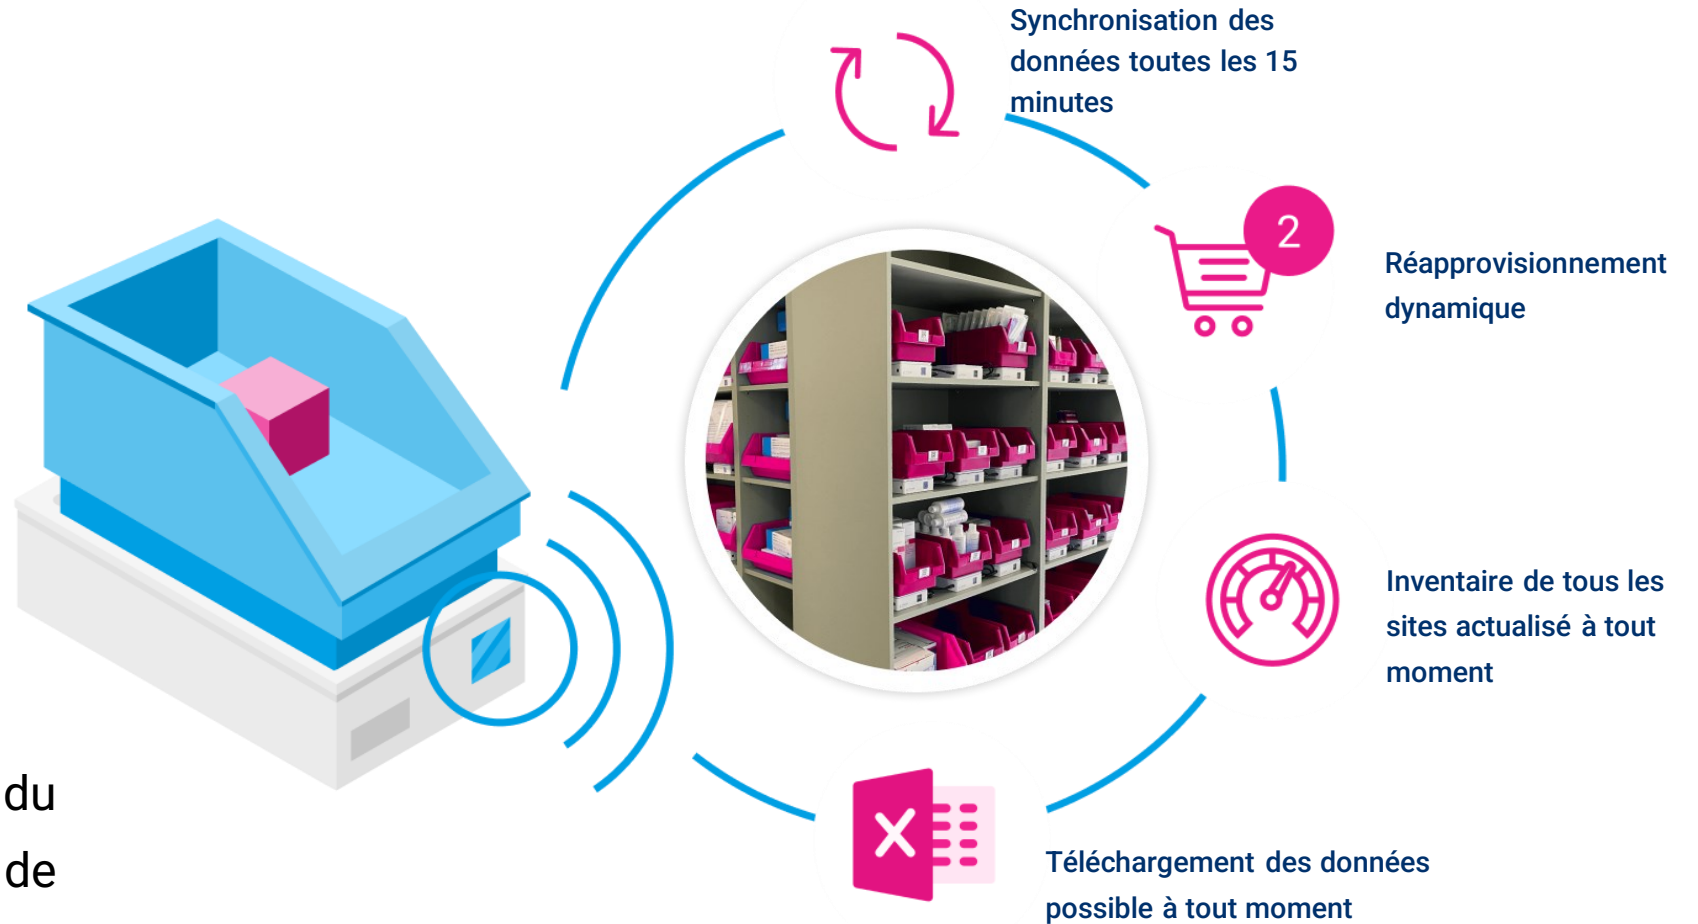 Synchronisation des
données toutes les 15
minutes
2
Réapprovisionnement
dynamique
Inventaire de tous les
sites actualisé à tout
moment
X
du
de
Téléchargement des données
possible à tout moment